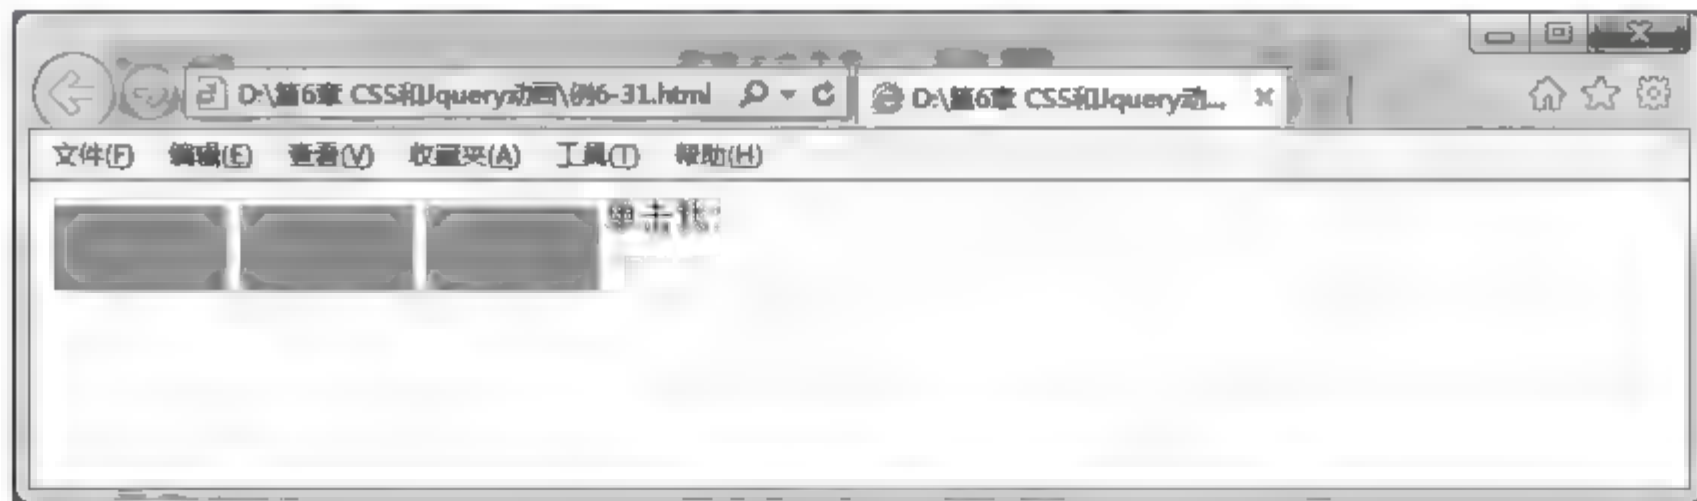 D:\第6章 CSS和Jquery动画\例6-31.html
D:\第6章 CSS和Jquery动...
文件(F) 编辑(E) 查看(V) 收藏夹(A) 工具(T) 帮助(H)
单击我